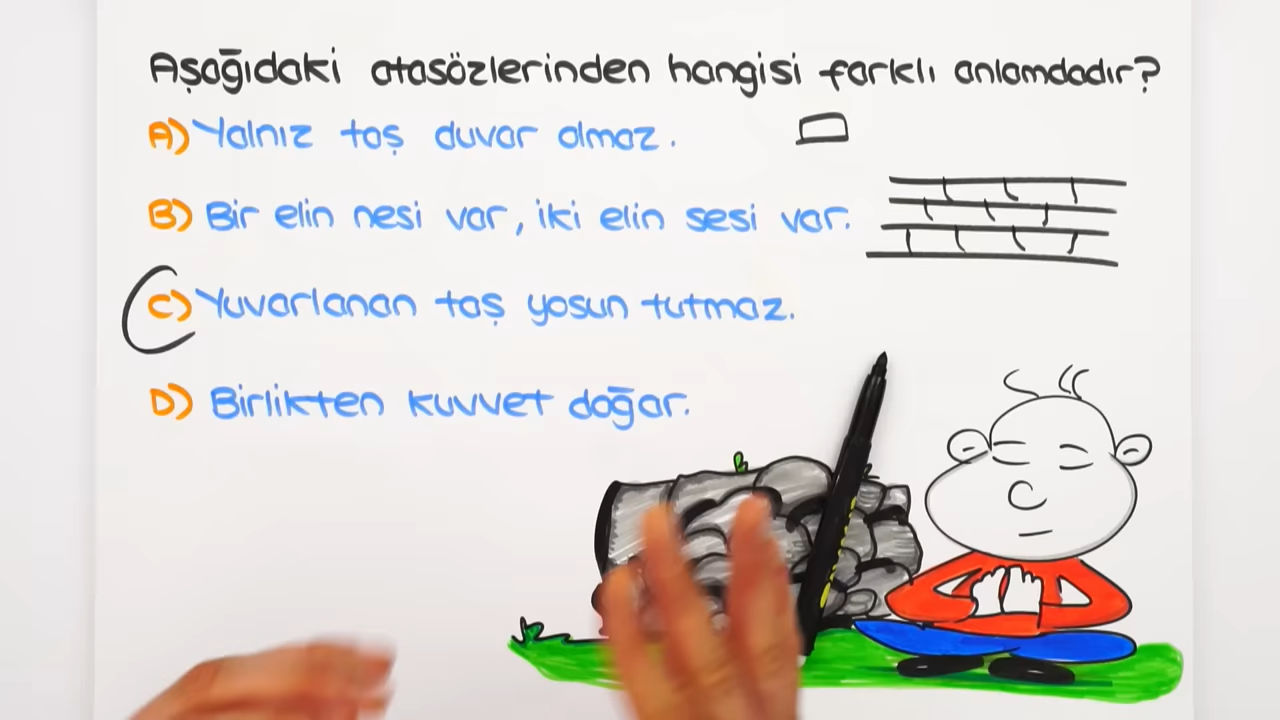 Aşağıdaki atasözlerinden hangisi farklı anlamdadır?
A) Yalnız taş duvar olmaz.
B) Bir elin nesi var, iki elin sesi var.
C) Yuvarlanan taş yosun tutmaz.
D) Birlikten kuvvet doğar.